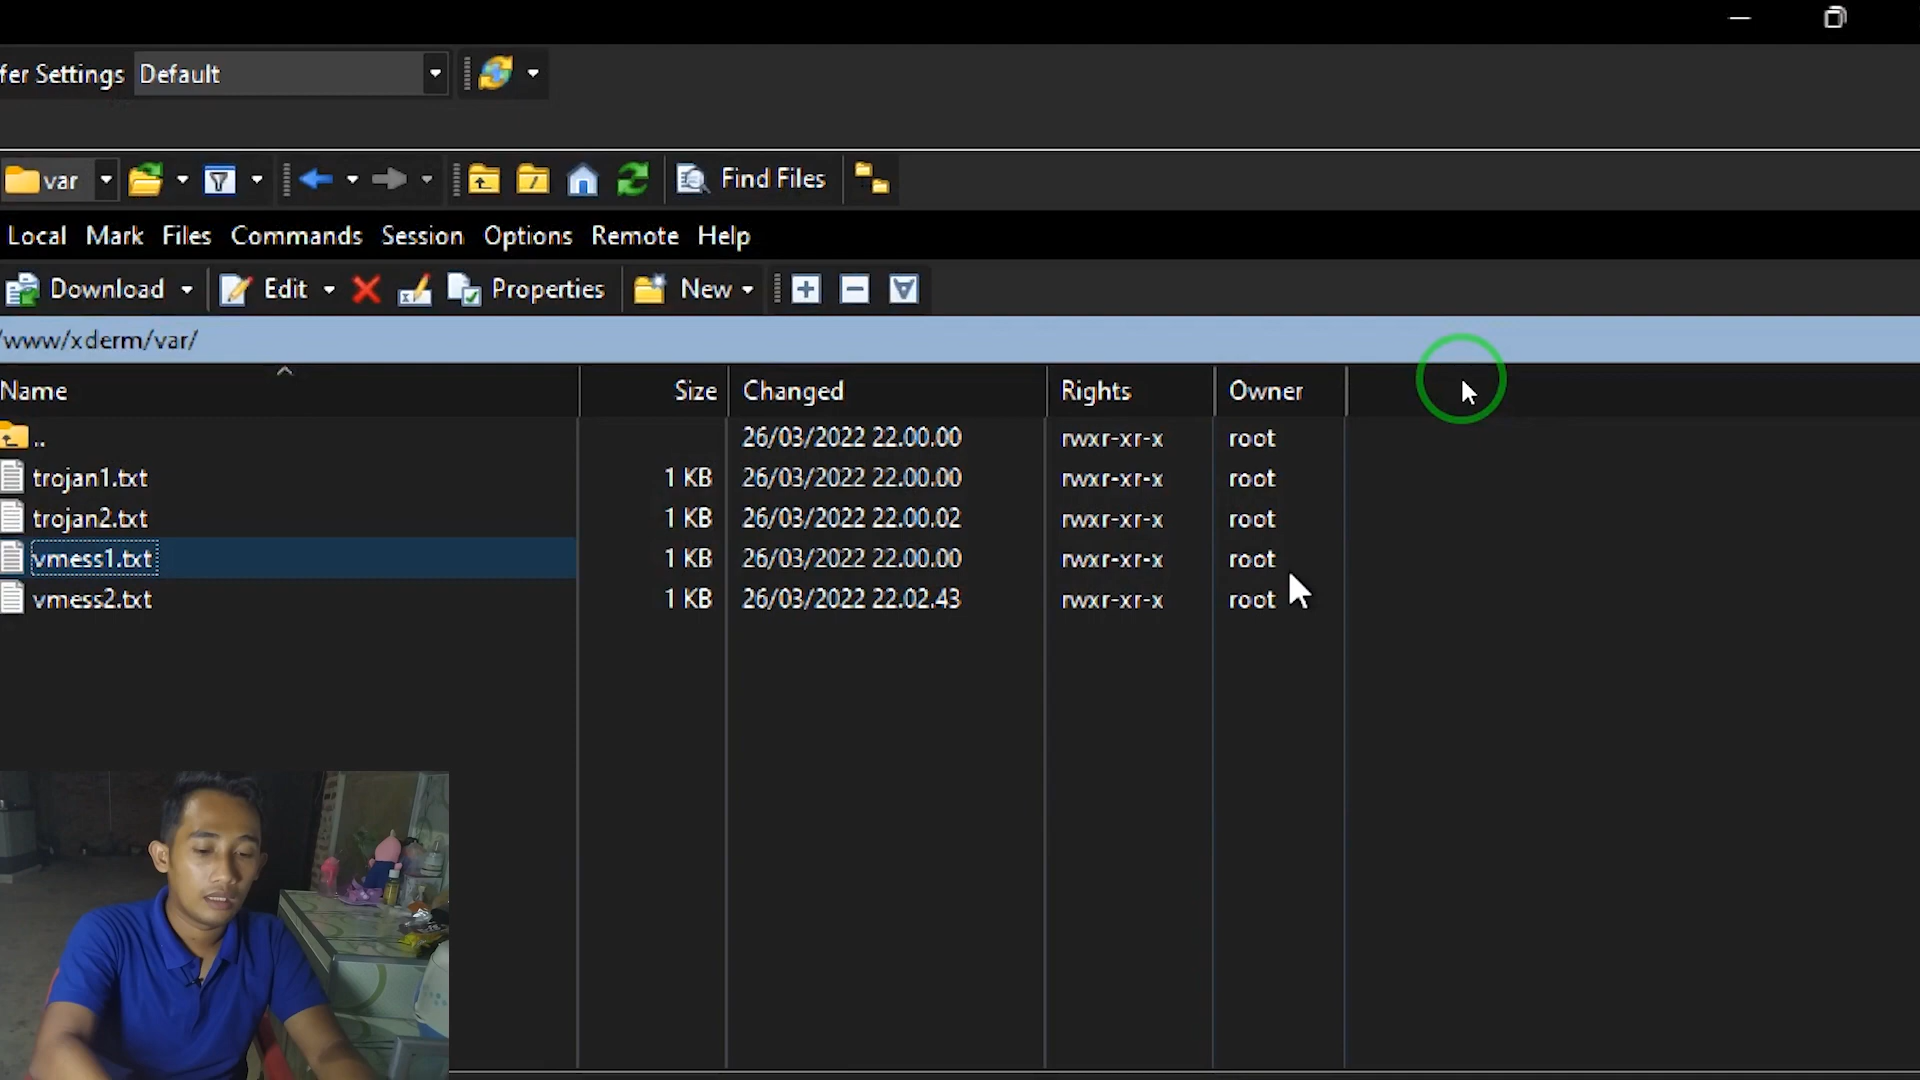 fer Settings Default
var Find Files
Local Mark Files Commands Session Options Remote Help
Download Edit Properties New
/www/xderm/var/
Name Size Changed Rights Owner
.. 26/03/2022 22.00.00 rwxr-xr-x root
trojan1.txt 1 KB 26/03/2022 22.00.00 rwxr-xr-x root
trojan2.txt 1 KB 26/03/2022 22.00.02 rwxr-xr-x root
vmess1.txt 1 KB 26/03/2022 22.00.00 rwxr-xr-x root
vmess2.txt 1 KB 26/03/2022 22.02.43 rwxr-xr-x root